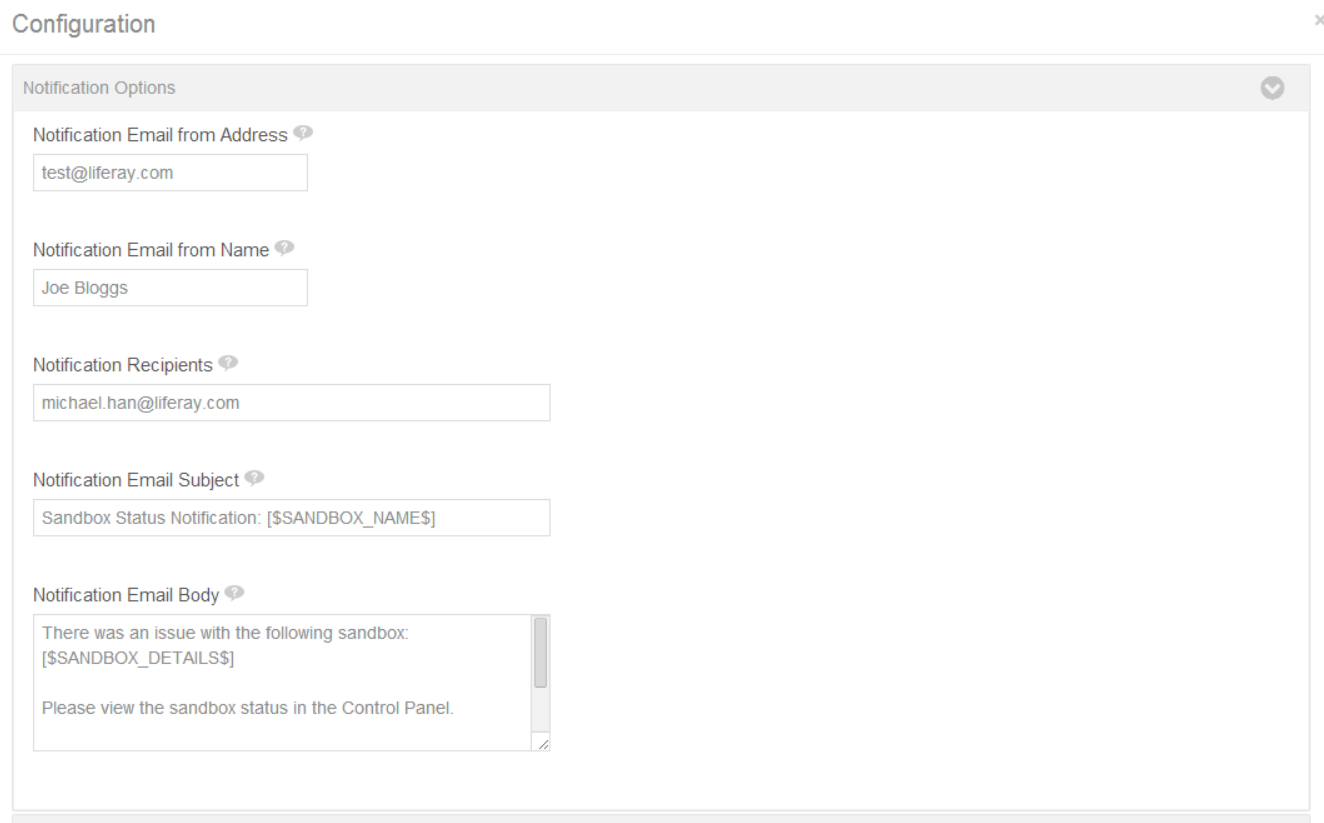 Configuration
×
Notification Options
Notification Email from Address ?
test@liferay.com
Notification Email from Name ?
Joe Bloggs
Notification Recipients ?
michael.han@liferay.com
Notification Email Subject ?
Sandbox Status Notification: [$SANDBOX_NAME$]
Notification Email Body ?
There was an issue with the following sandbox:
[$SANDBOX_DETAILS$]
Please view the sandbox status in the Control Panel.